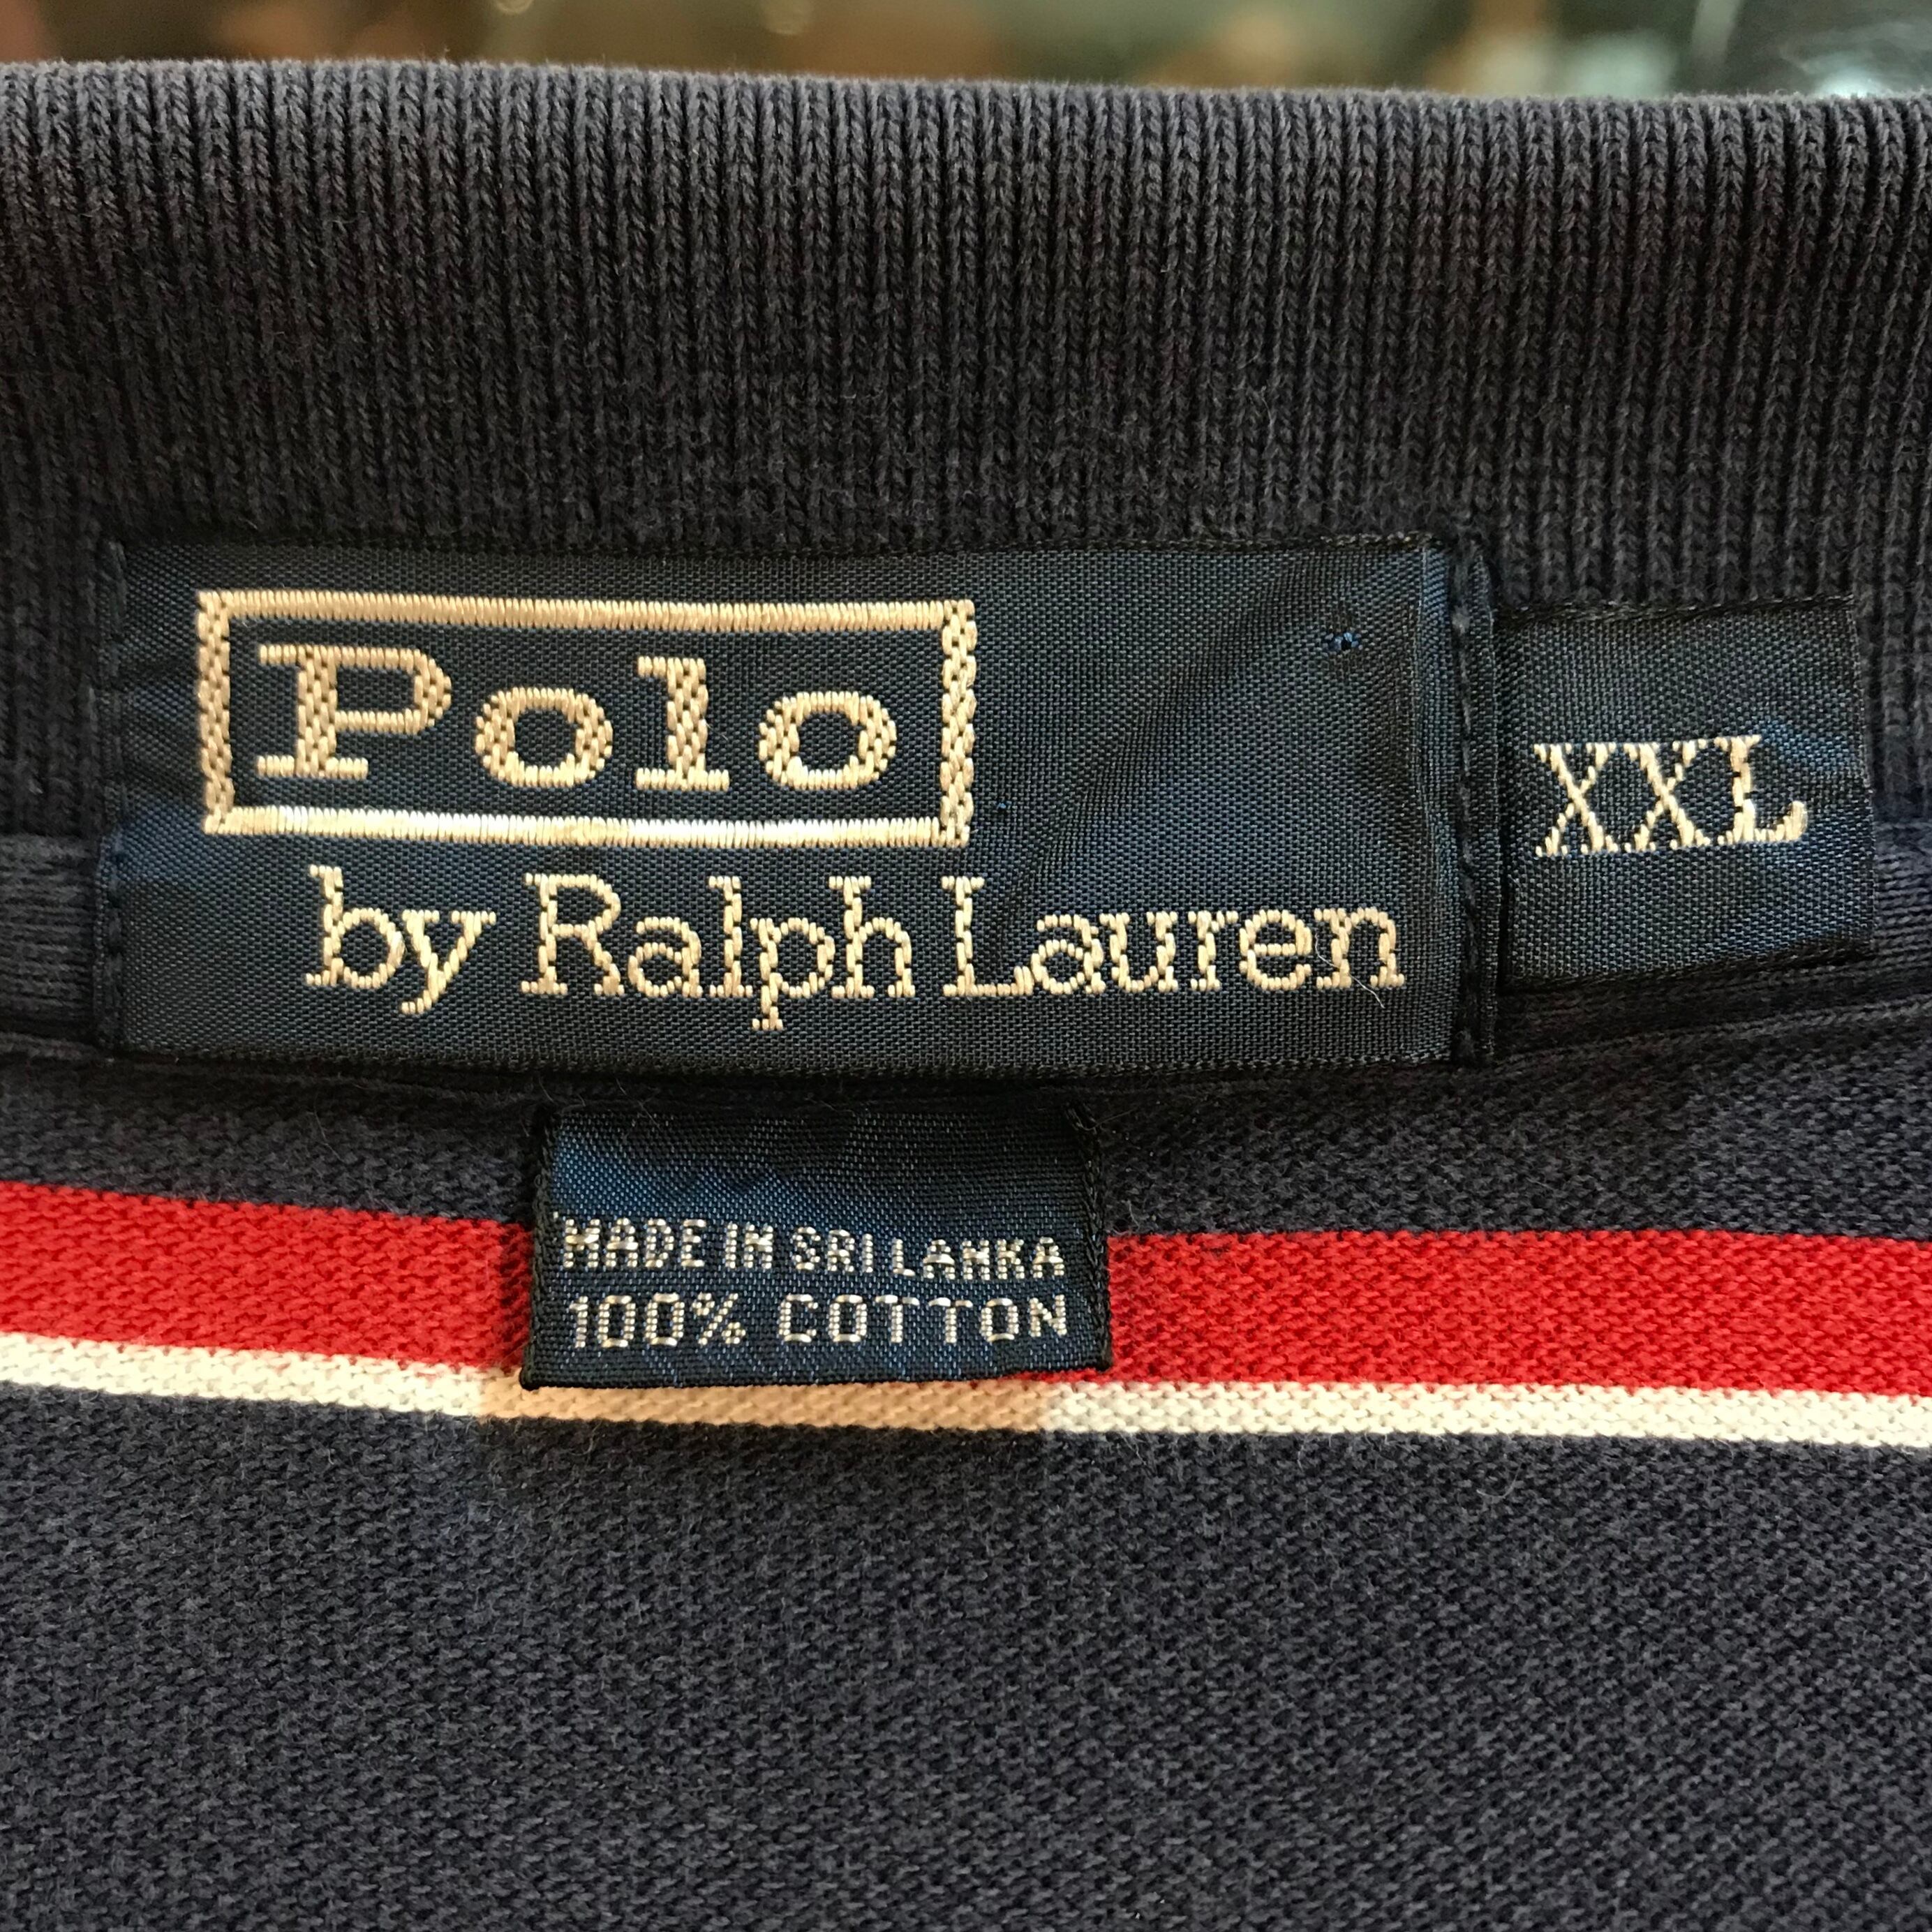 Polo
by Ralph Lauren
XXL
MADE IN SRI LANKA
100% COTTON